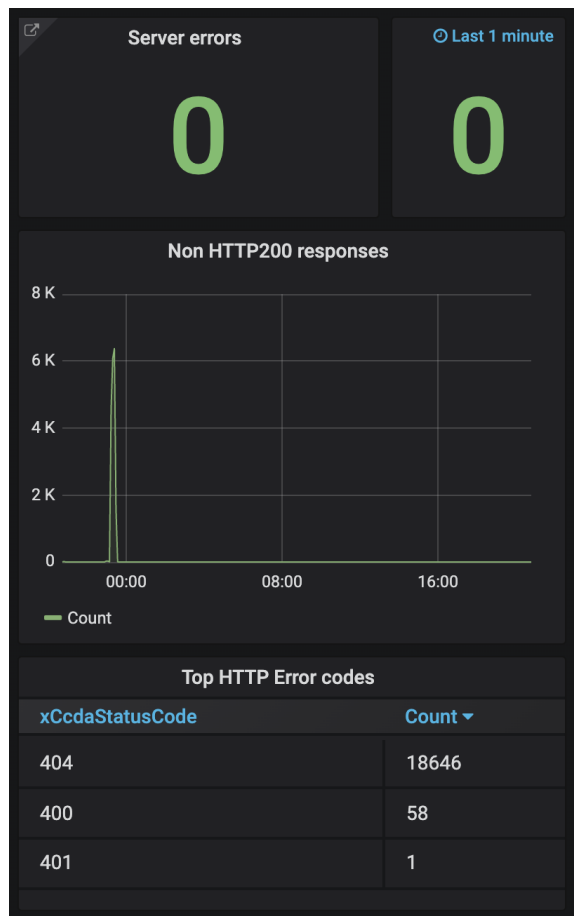 Server errors
Last 1 minute
0
0
Non HTTP200 responses
8 K
6 K
4 K
2 K
0
00:00 08:00 16:00
Count
Top HTTP Error codes
xCcdaStatusCode Count
404 18646
400 58
401 1